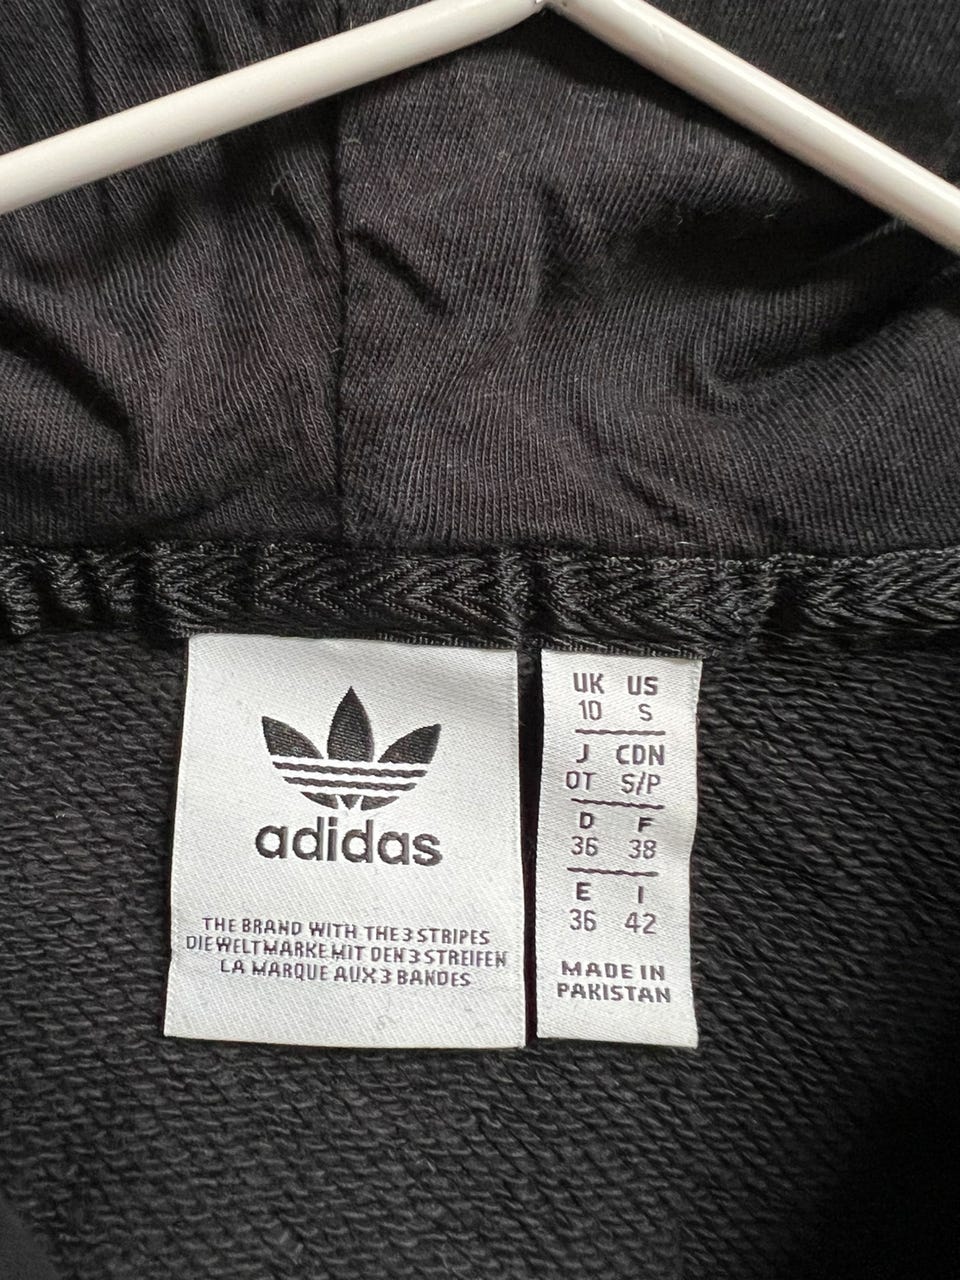 adidas
THE BRAND WITH THE 3 STRIPES
DIE WELTMARKE MIT DEN 3 STREIFEN
LA MARQUE AUX 3 BANDES
UK US
10 S
J CDN
OT S/P
D F
36 38
E I
36 42
MADE IN
PAKISTAN